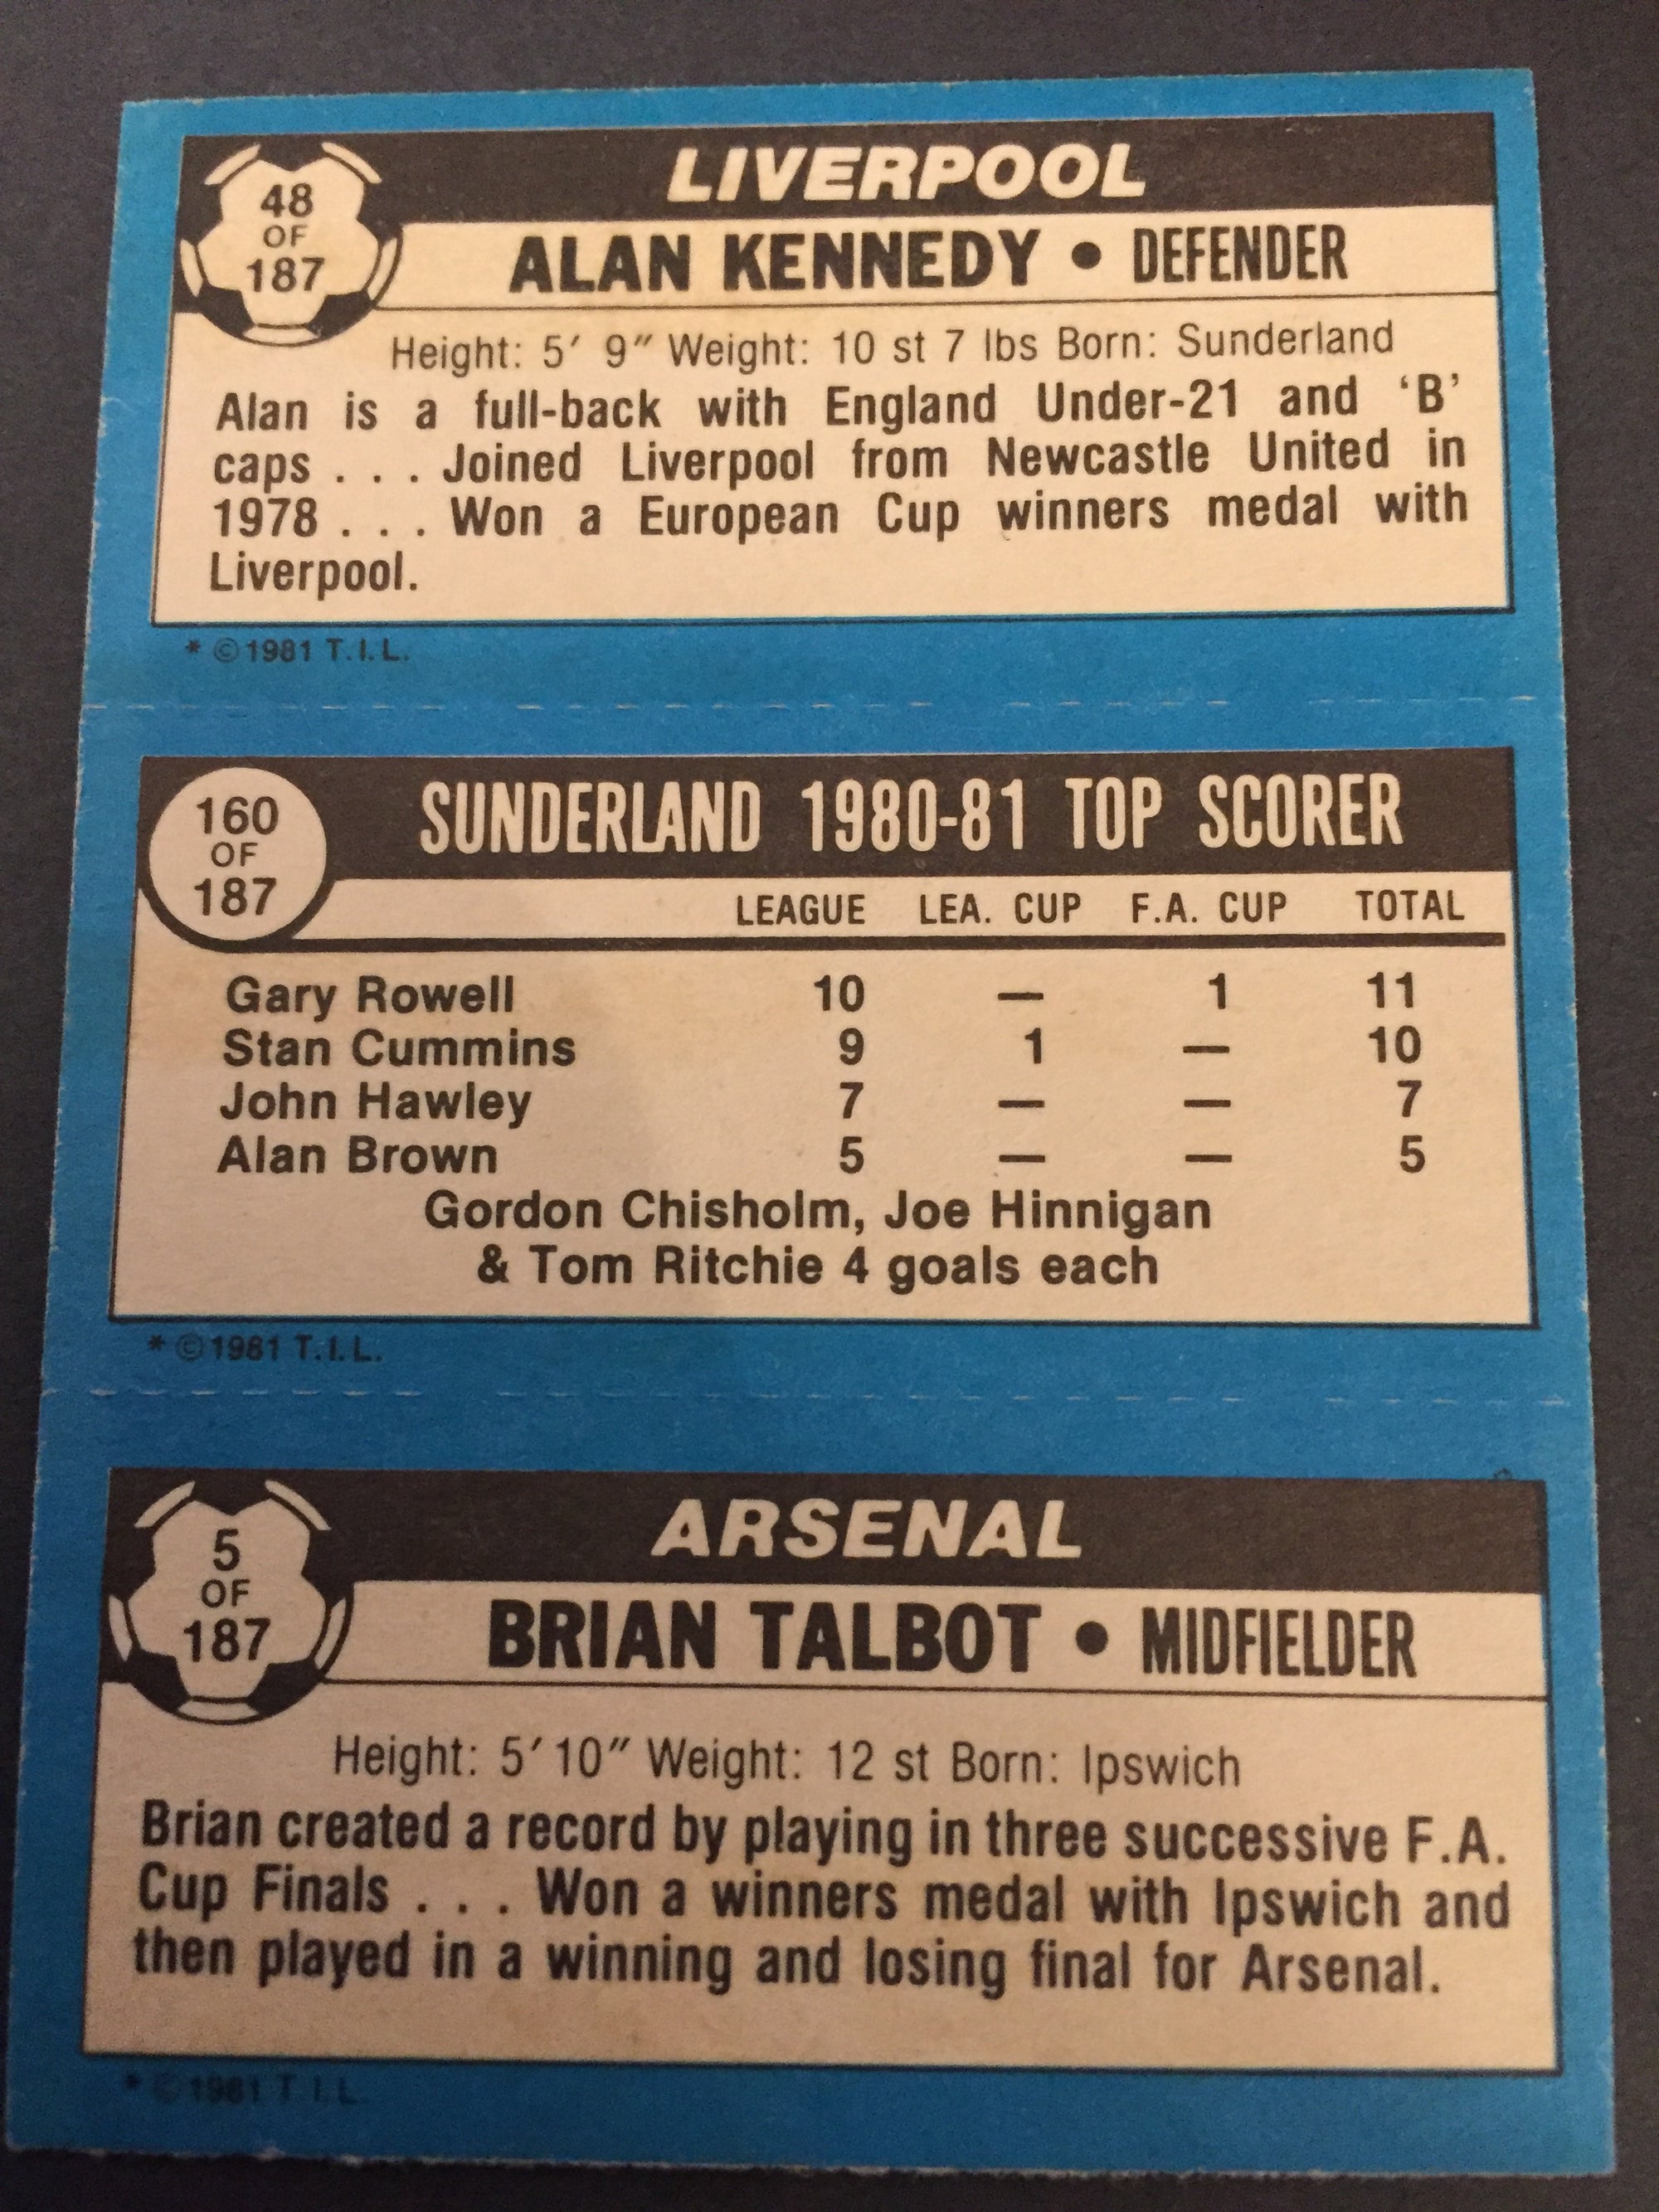 48
OF
187
LIVERPOOL
ALAN KENNEDY • DEFENDER
Height: 5′ 9″ Weight: 10 st 7 lbs Born: Sunderland
Alan is a full-back with England Under-21 and ‘B’
caps . . . Joined Liverpool from Newcastle United in
1978 . . . Won a European Cup winners medal with
Liverpool.
* ©1981 T.I.L.
160
OF
187
SUNDERLAND 1980-81 TOP SCORER
LEAGUE LEA. CUP F.A. CUP TOTAL
Gary Rowell 10 — 1 11
Stan Cummins 9 1 — 10
John Hawley 7 — — 7
Alan Brown 5 — — 5
Gordon Chisholm, Joe Hinnigan
& Tom Ritchie 4 goals each
* ©1981 T.I.L.
5
OF
187
ARSENAL
BRIAN TALBOT • MIDFIELDER
Height: 5′ 10″ Weight: 12 st Born: Ipswich
Brian created a record by playing in three successive F.A.
Cup Finals . . . Won a winners medal with Ipswich and
then played in a winning and losing final for Arsenal.
* ©1981 T.I.L.